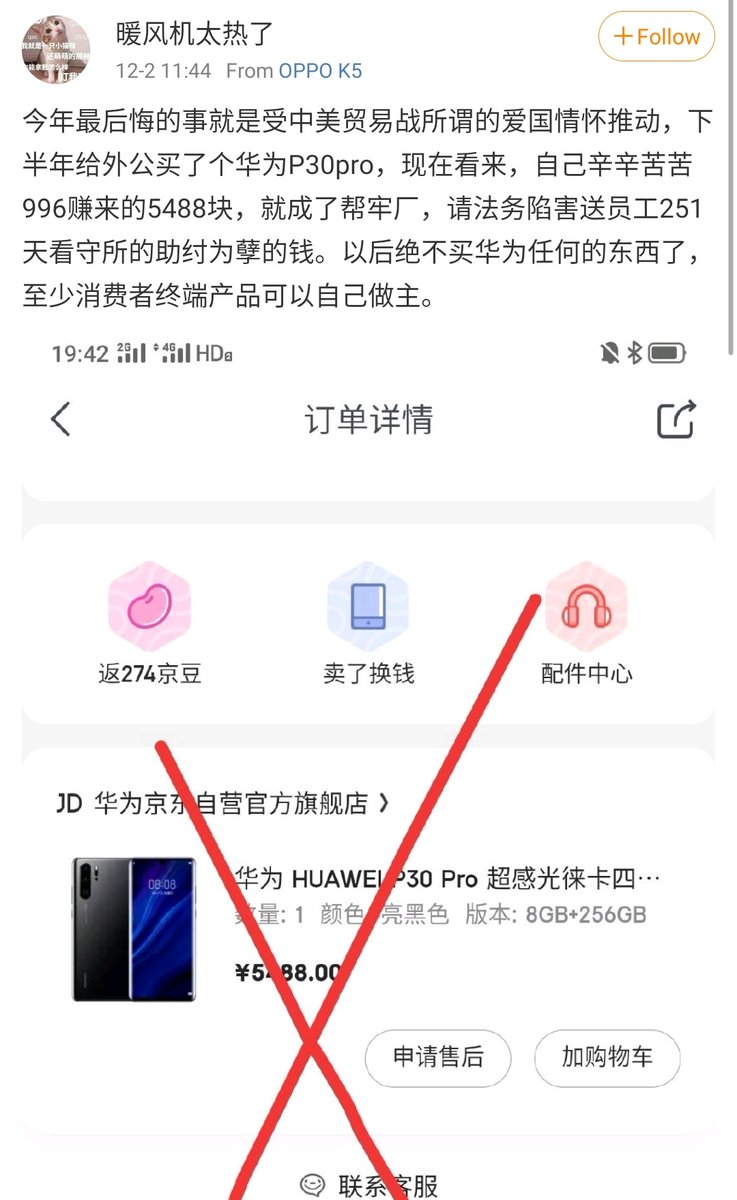 暖风机太热了
+Follow
12-2 11:44 From OPPO K5
今年最后悔的事就是受中美贸易战所谓的爱国情怀推动，下
半年给外公买了个华为P30pro，现在看来，自己辛辛苦苦
996赚来的5488块，就成了帮牢厂，请法务陷害送员工251
天看守所的助纣为孽的钱。以后绝不买华为任何的东西了，
至少消费者终端产品可以自己做主。
19:42 2G 4G HD
订单详情
返274京豆
卖了换钱
配件中心
JD 华为京东自营官方旗舰店
华为 HUAWEI P30 Pro 超感光徕卡四…
数量: 1 颜色: 亮黑色 版本: 8GB+256GB
¥5488.00
08:08
申请售后
加购物车
联系客服